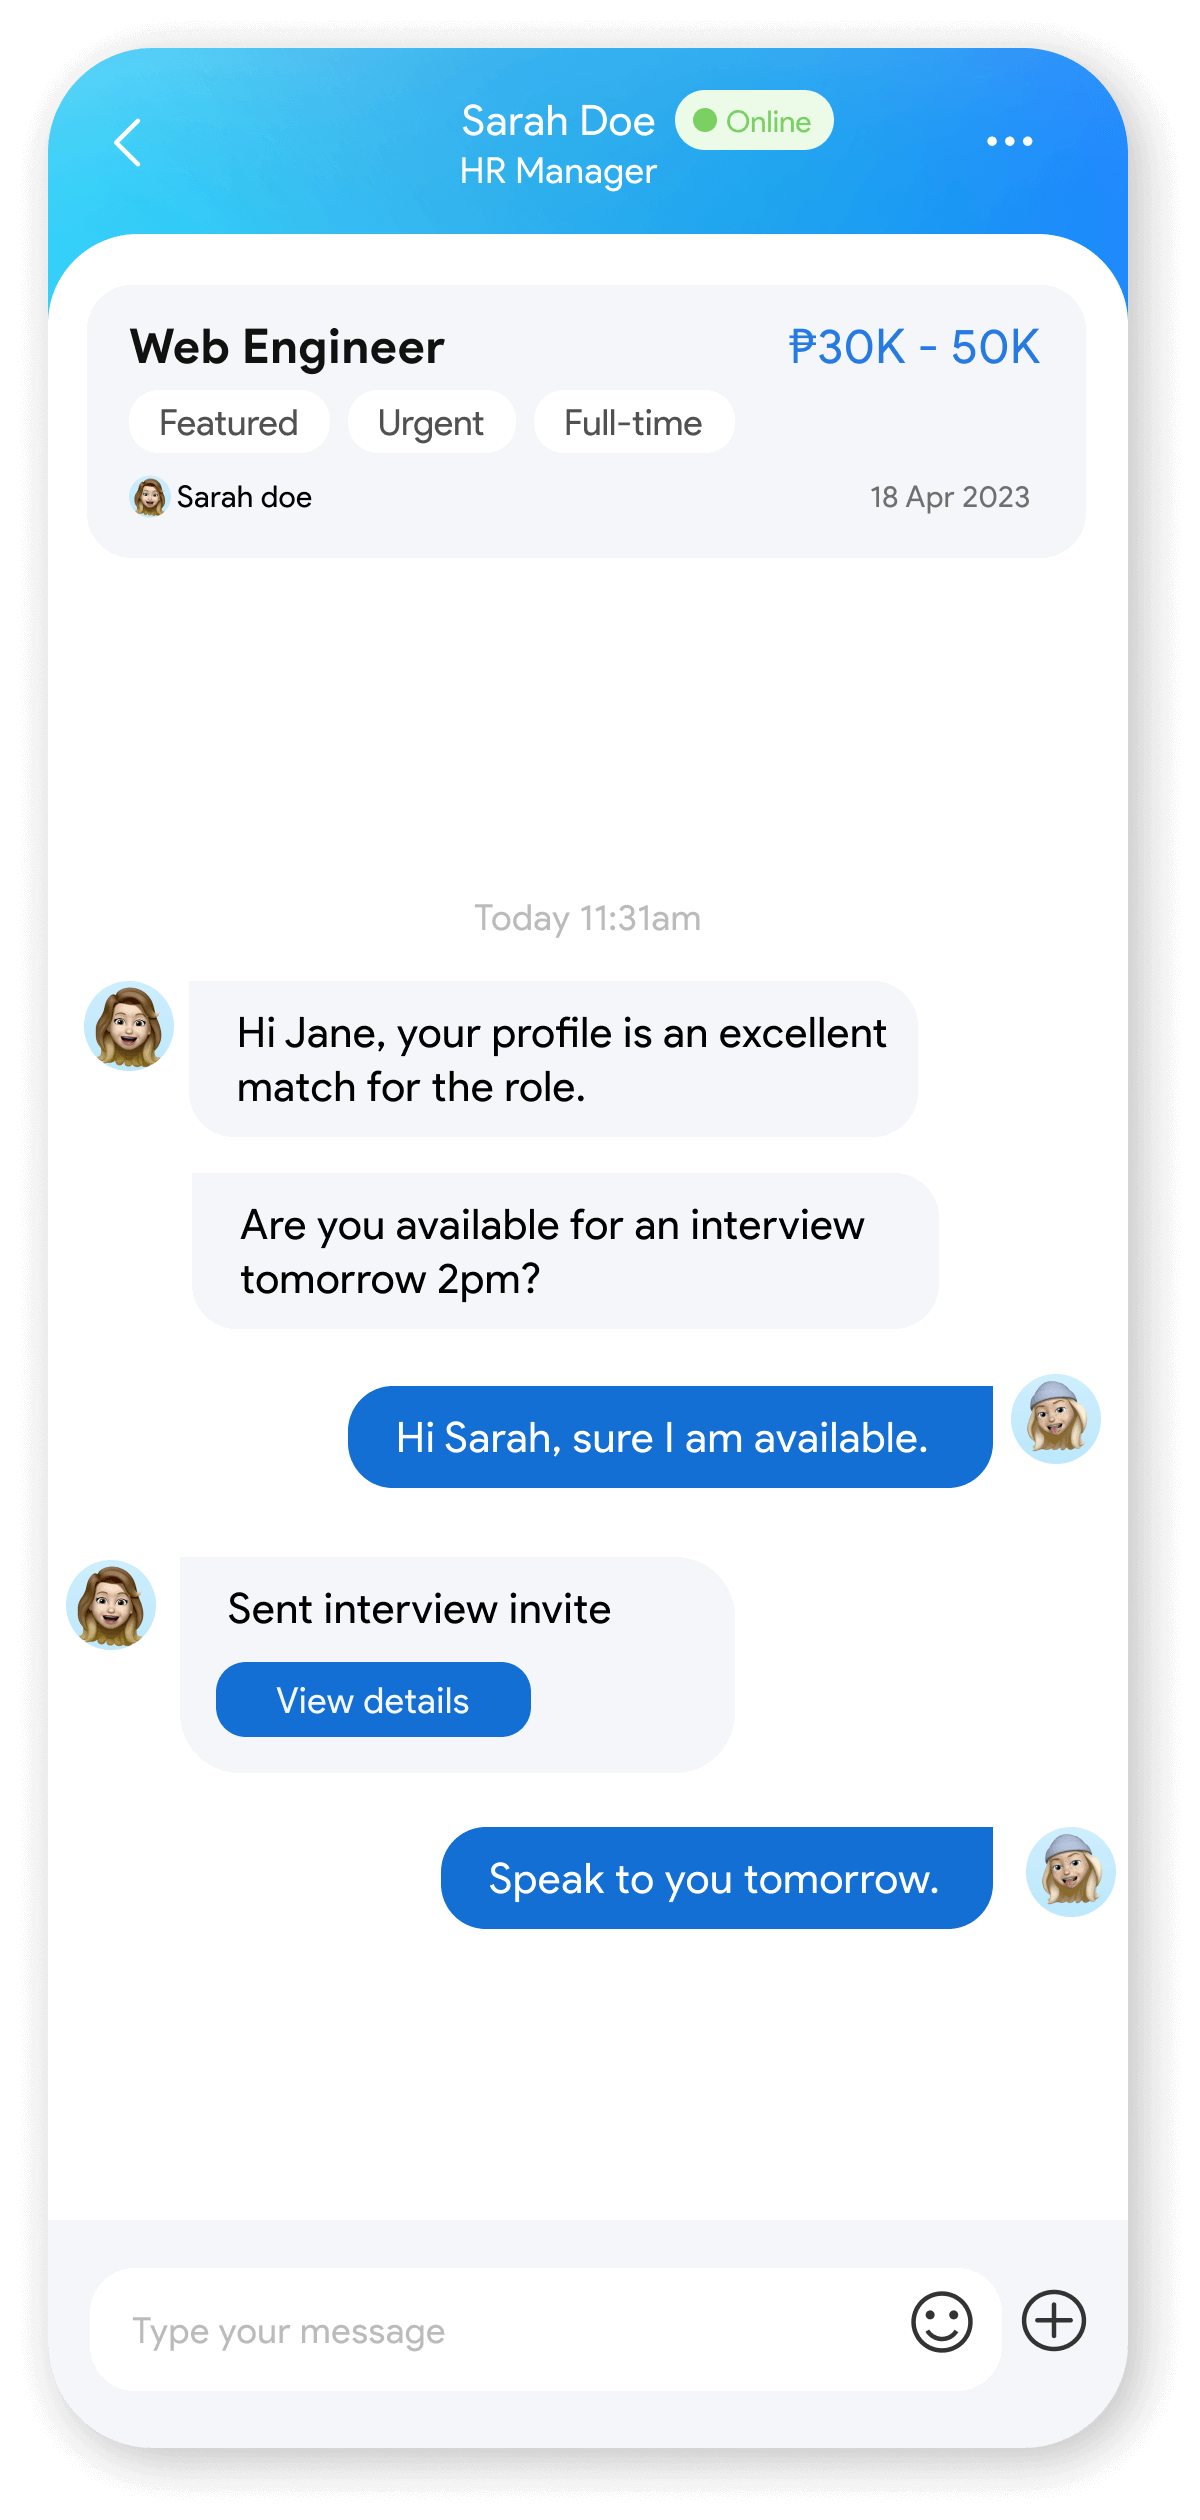 Sarah Doe Online
HR Manager
Web Engineer ₱30K - 50K
Featured Urgent Full-time
Sarah doe 18 Apr 2023
Today 11:31am
Hi Jane, your profile is an excellent
match for the role.
Are you available for an interview
tomorrow 2pm?
Hi Sarah, sure I am available.
Sent interview invite
View details
Speak to you tomorrow.
Type your message